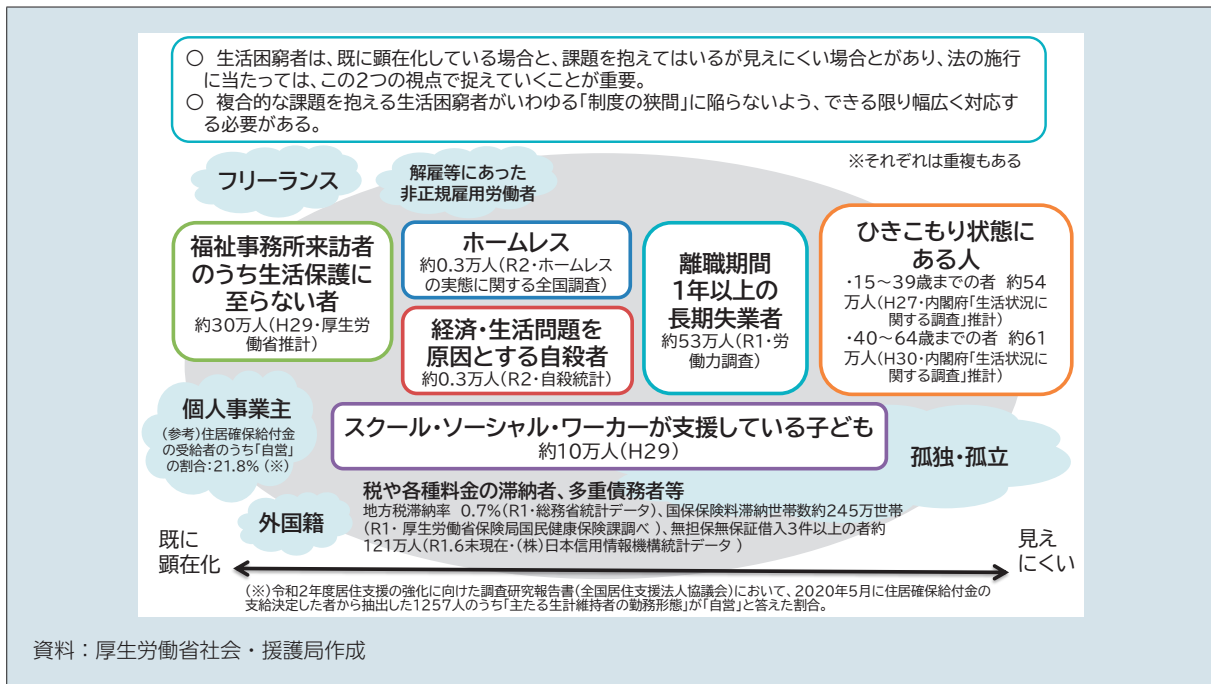 ○ 生活困窮者は、既に顕在化している場合と、課題を抱えてはいるが見えにくい場合とがあり、法の施行
に当たっては、この2つの視点で捉えていくことが重要。
○ 複合的な課題を抱える生活困窮者がいわゆる「制度の狭間」に陥らないよう、できる限り幅広く対応す
る必要がある。
※それぞれは重複もある
フリーランス
解雇等にあった
非正規雇用労働者
福祉事務所来訪者
のうち生活保護に
至らない者
約30万人(H29・厚生労
働省推計)
ホームレス
約0.3万人(R2・ホームレス
の実態に関する全国調査)
経済・生活問題を
原因とする自殺者
約0.3万人(R2・自殺統計)
離職期間
1年以上の
長期失業者
約53万人(R1・労
働力調査)
ひきこもり状態に
ある人
・15～39歳までの者 約54
万人(H27・内閣府「生活状況に
関する調査」推計)
・40～64歳までの者 約61
万人(H30・内閣府「生活状況に
関する調査」推計)
個人事業主
(参考)住居確保給付金
の受給者のうち「自営」
の割合:21.8% (※)
スクール・ソーシャル・ワーカーが支援している子ども
約10万人(H29)
孤独・孤立
外国籍
税や各種料金の滞納者、多重債務者等
地方税滞納率 0.7%(R1・総務省統計データ)、国保保険料滞納世帯数約245万世帯
(R1・ 厚生労働省保険局国民健康保険課調べ )、無担保無保証借入3件以上の者約
121万人(R1.6末現在・(株)日本信用情報機構統計データ )
既に
顕在化
見え
にくい
(※)令和2年度居住支援の強化に向けた調査研究報告書(全国居住支援法人協議会)において、2020年5月に住居確保給付金の
支給決定した者から抽出した1257人のうち「主たる生計維持者の勤務形態」が「自営」と答えた割合。
資料：厚生労働省社会・援護局作成